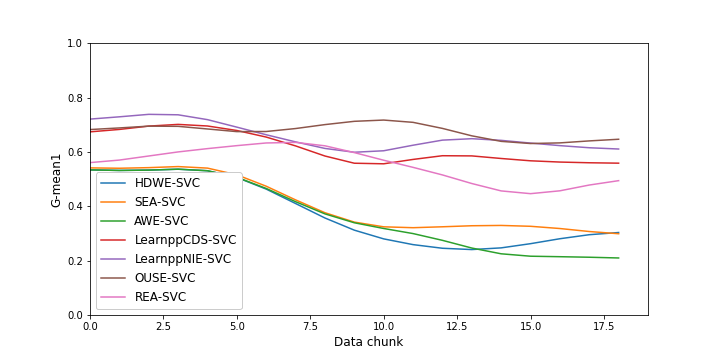 1.0
0.8
0.6
0.4
0.2
0.0
G-mean1
HDWE-SVC
SEA-SVC
AWE-SVC
LearnppCDS-SVC
LearnppNIE-SVC
OUSE-SVC
REA-SVC
0.0 2.5 5.0 7.5 10.0 12.5 15.0 17.5
Data chunk